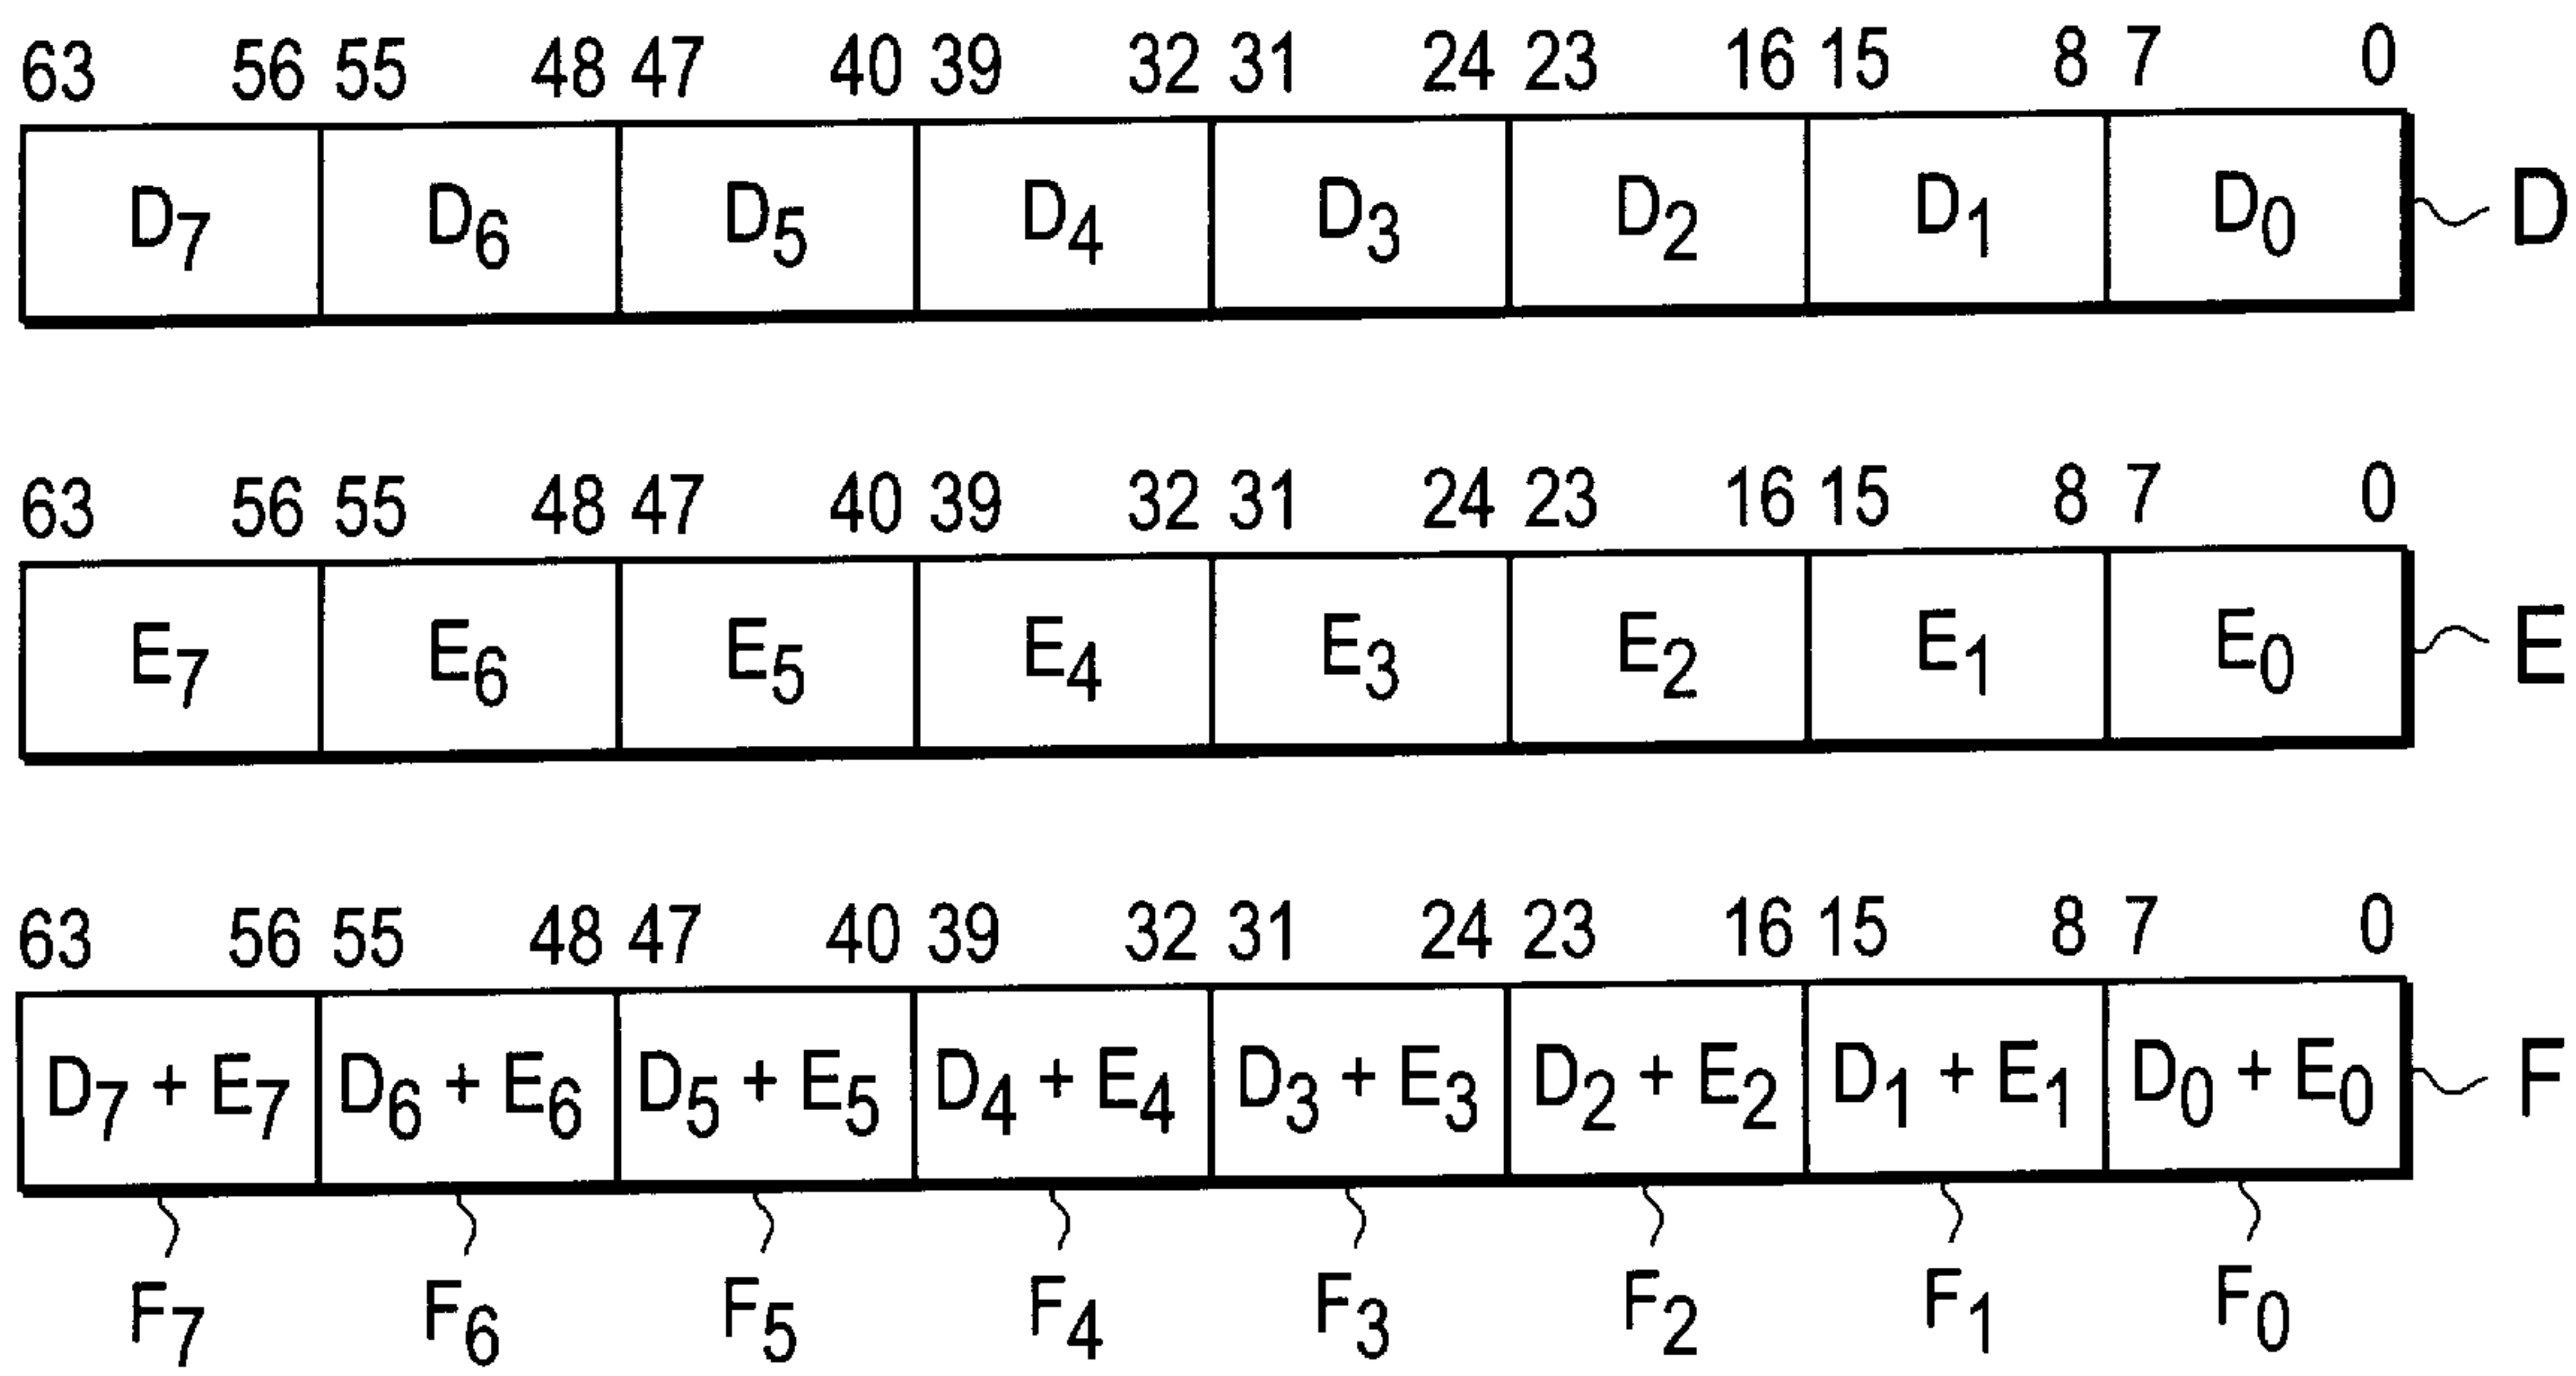 63 56 55 48 47 40 39 32 31 24 23 16 15 8 7 0
D7 D6 D5 D4 D3 D2 D1 D0 D
63 56 55 48 47 40 39 32 31 24 23 16 15 8 7 0
E7 E6 E5 E4 E3 E2 E1 E0 E
63 56 55 48 47 40 39 32 31 24 23 16 15 8 7 0
D7 + E7 D6 + E6 D5 + E5 D4 + E4 D3 + E3 D2 + E2 D1 + E1 D0 + E0 F
F7 F6 F5 F4 F3 F2 F1 F0